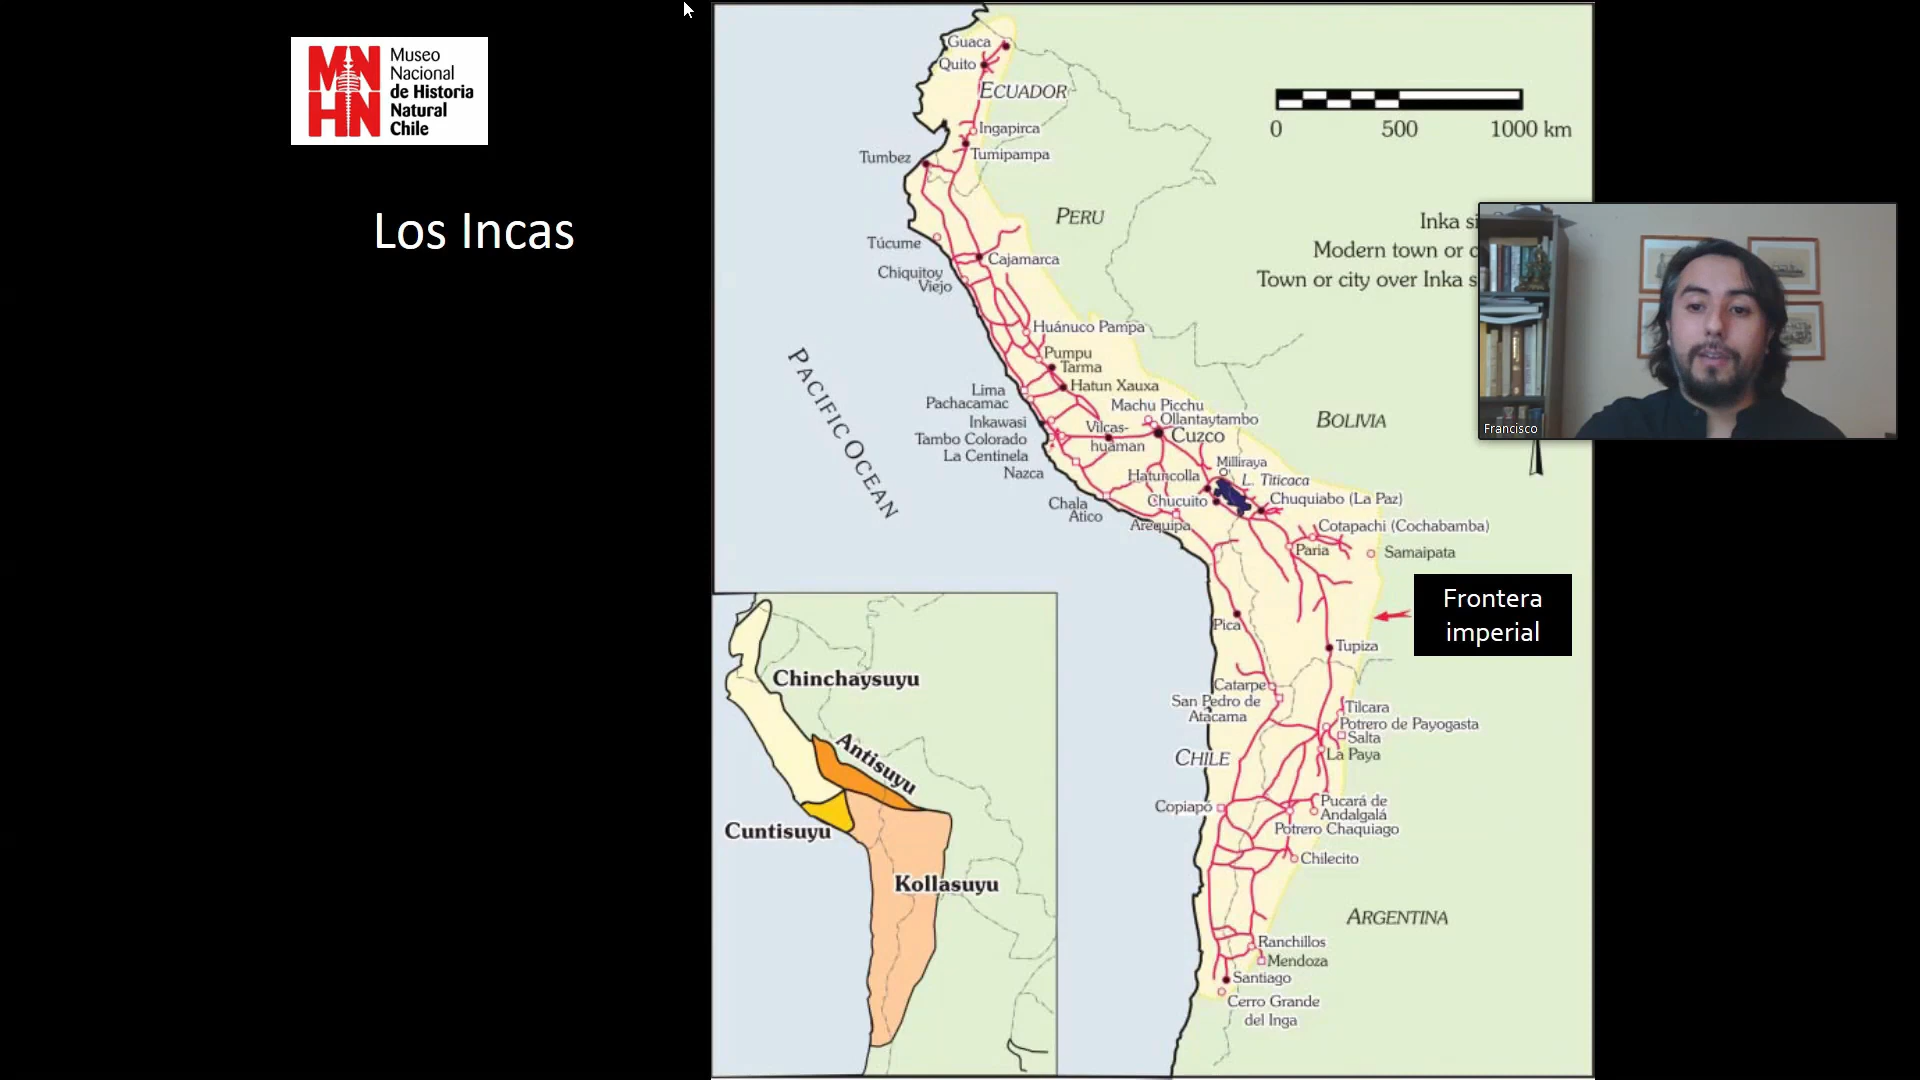 Museo
Nacional
de Historia
Natural
Chile
MN
HN
Los Incas
Guaca
Quito
ECUADOR
Ingapirca
Tumipampa
Tumbez
0 500 1000 km
PERU
Inka
Modern town or
Town or city over Inka
Túcume
Cajamarca
Chiquitoy
Viejo
Huánuco Pampa
Pumpu
Tarma
Hatun Xauxa
Lima
Pachacamac
Inkawasi
Tambo Colorado
La Centinela
Nazca
Machu Picchu
Ollantaytambo
Vilcas-
huaman
Cuzco
BOLIVIA
Francisco
PACIFIC OCEAN
Milliraya
Hatuncolla
L. Titicaca
Chucuito
Chuquiabo (La Paz)
Chala
Atico
Arequipa
Cotapachi (Cochabamba)
Paria
Samaipata
Frontera
imperial
Pica
Tupiza
Catarpe
San Pedro de
Atacama
Tilcara
Potrero de Payogasta
Salta
La Paya
CHILE
Copiapó
Pucará de
Andalgalá
Potrero Chaquiago
Chilecito
ARGENTINA
Ranchillos
Mendoza
Santiago
Cerro Grande
del Inga
Chinchaysuyu
Antisuyu
Cuntisuyu
Kollasuyu